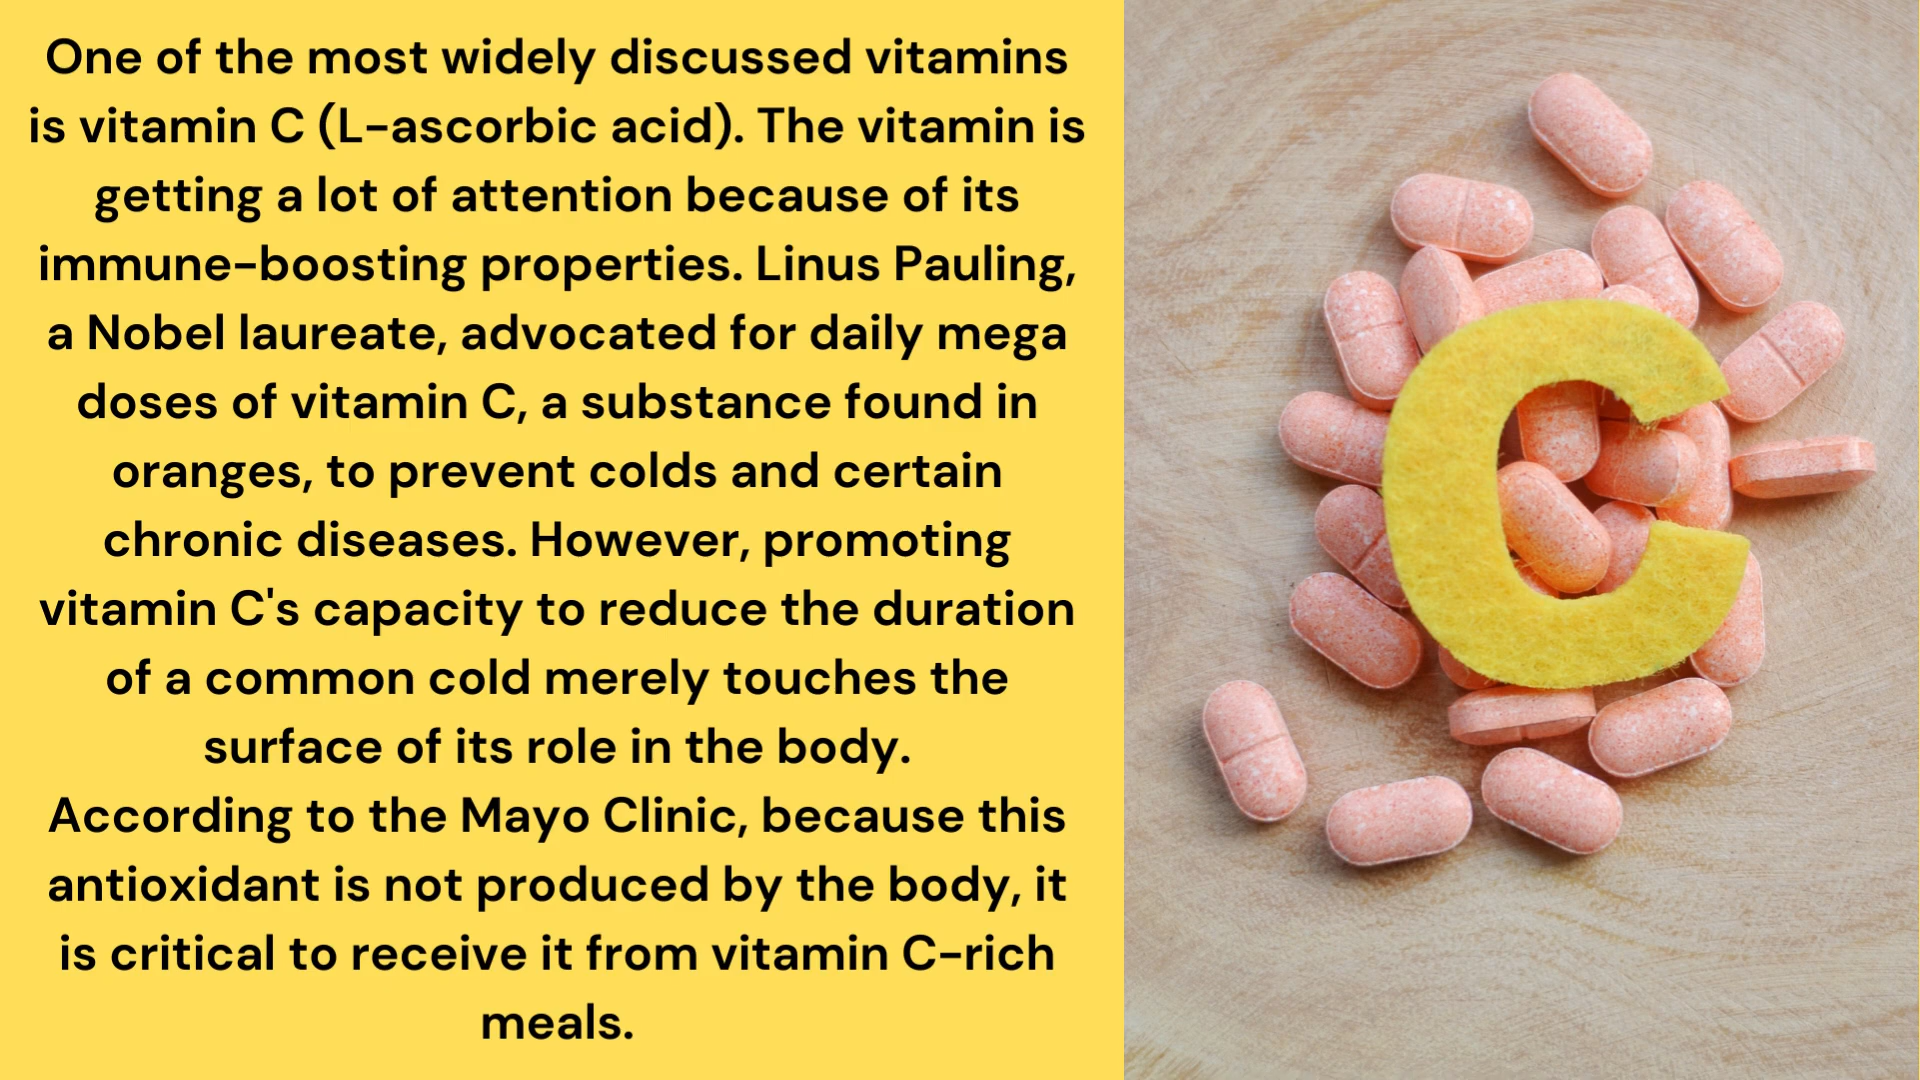 One of the most widely discussed vitamins
is vitamin C (L-ascorbic acid). The vitamin is
getting a lot of attention because of its
immune-boosting properties. Linus Pauling,
a Nobel laureate, advocated for daily mega
doses of vitamin C, a substance found in
oranges, to prevent colds and certain
chronic diseases. However, promoting
vitamin C's capacity to reduce the duration
of a common cold merely touches the
surface of its role in the body.
According to the Mayo Clinic, because this
antioxidant is not produced by the body, it
is critical to receive it from vitamin C-rich
meals.
C